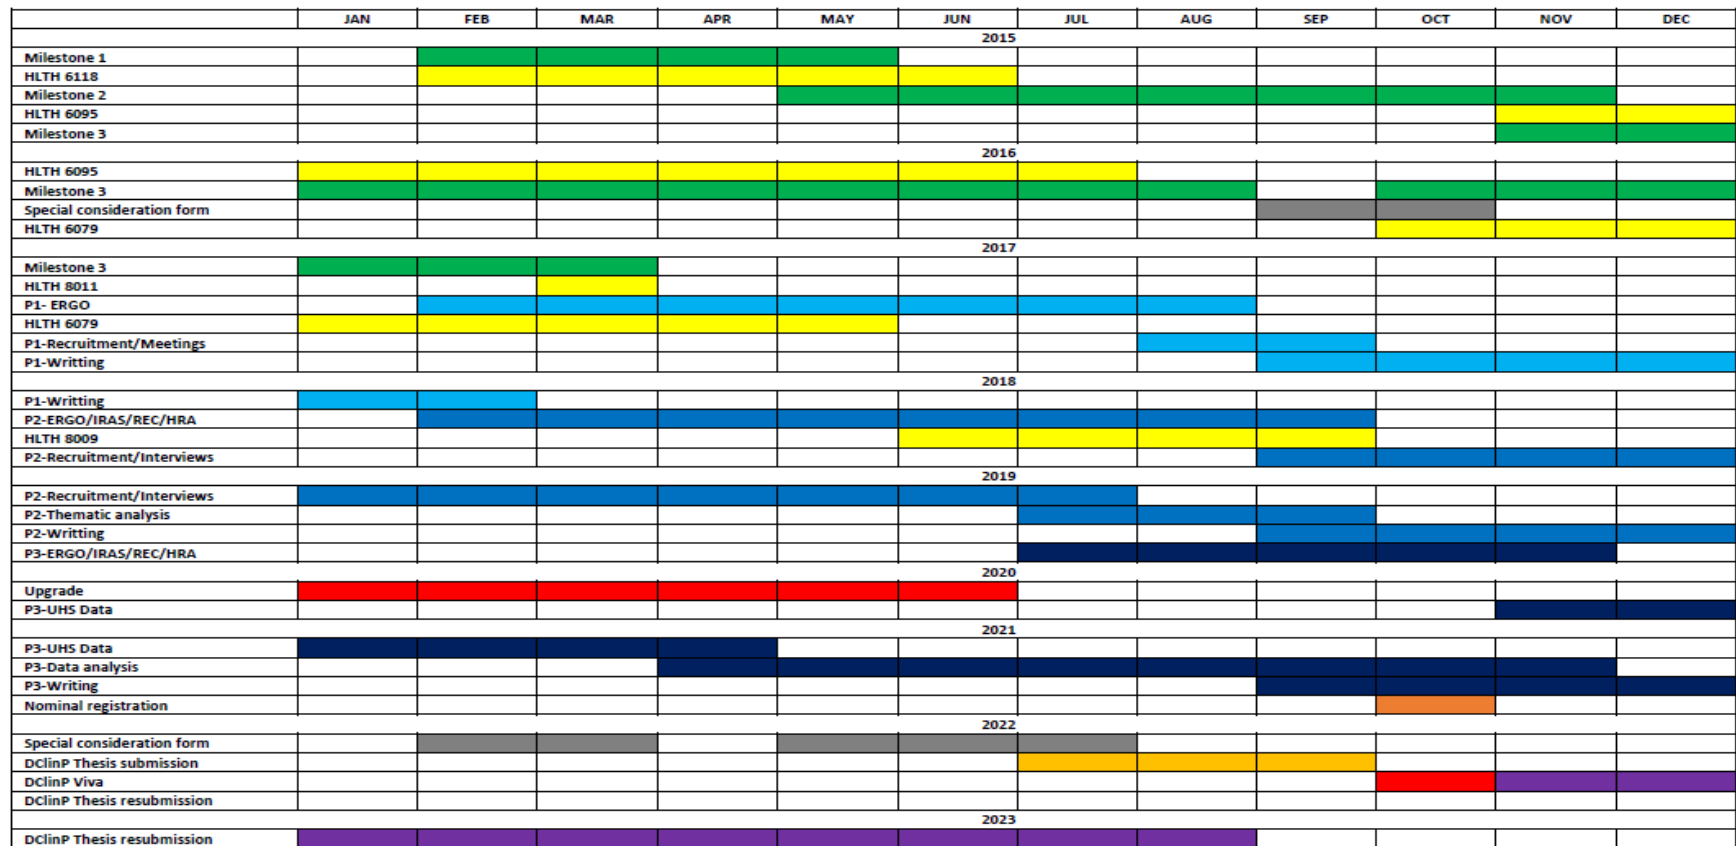 JAN FEB MAR APR MAY JUN JUL AUG SEP OCT NOV DEC
2015
Milestone 1
HLTH 6118
Milestone 2
HLTH 6095
Milestone 3
2016
HLTH 6095
Milestone 3
Special consideration form
HLTH 6079
2017
Milestone 3
HLTH 8011
P1- ERGO
HLTH 6079
P1-Recruitment/Meetings
P1-Writting
2018
P1-Writting
P2-ERGO/IRAS/REC/HRA
HLTH 8009
P2-Recruitment/Interviews
2019
P2-Recruitment/Interviews
P2-Thematic analysis
P2-Writting
P3-ERGO/IRAS/REC/HRA
2020
Upgrade
P3-UHS Data
2021
P3-UHS Data
P3-Data analysis
P3-Writing
Nominal registration
2022
Special consideration form
DClinP Thesis submission
DClinP Viva
DClinP Thesis resubmission
2023
DClinP Thesis resubmission